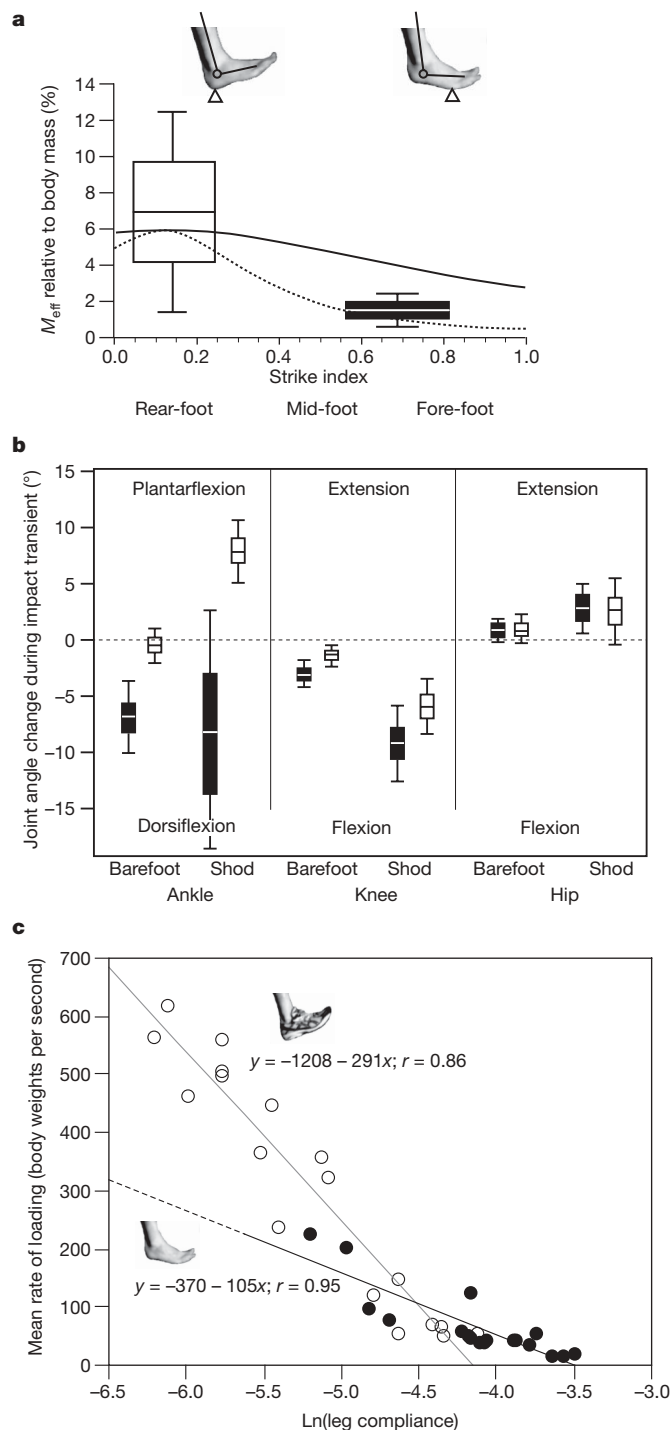 a
14
12
10
8
6
4
2
0
M eff relative to body mass (%)
0.0 0.2 0.4 0.6 0.8 1.0
Strike index
Rear-foot Mid-foot Fore-foot
b
15
10
5
0
−5
−10
−15
Joint angle change during impact transient (°)
Plantarflexion Extension Extension
Dorsiflexion Flexion Flexion
Barefoot Shod Barefoot Shod Barefoot Shod
Ankle Knee Hip
c
700
600
500
400
300
200
100
0
Mean rate of loading (body weights per second)
y = −1208 − 291x; r = 0.86
y = −370 − 105x; r = 0.95
−6.5 −6.0 −5.5 −5.0 −4.5 −4.0 −3.5 −3.0
Ln(leg compliance)